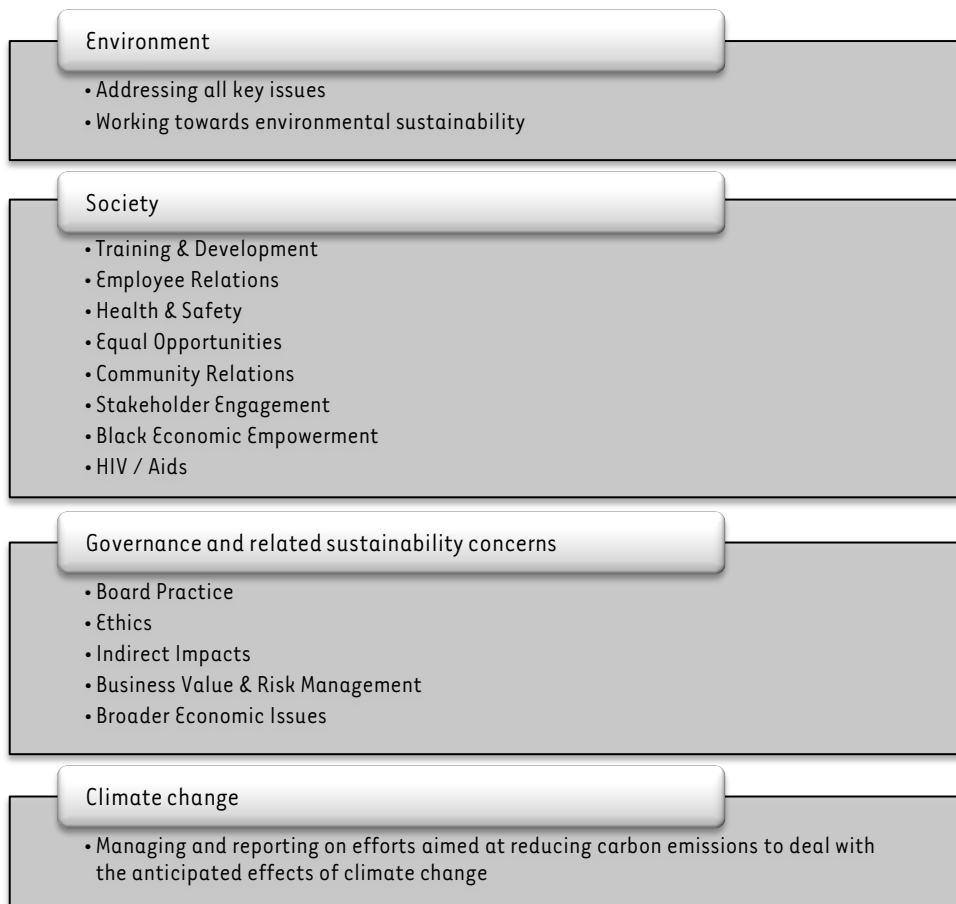 Environment
• Addressing all key issues
• Working towards environmental sustainability
Society
• Training & Development
• Employee Relations
• Health & Safety
• Equal Opportunities
• Community Relations
• Stakeholder Engagement
• Black Economic Empowerment
• HIV / Aids
Governance and related sustainability concerns
• Board Practice
• Ethics
• Indirect Impacts
• Business Value & Risk Management
• Broader Economic Issues
Climate change
• Managing and reporting on efforts aimed at reducing carbon emissions to deal with
the anticipated effects of climate change